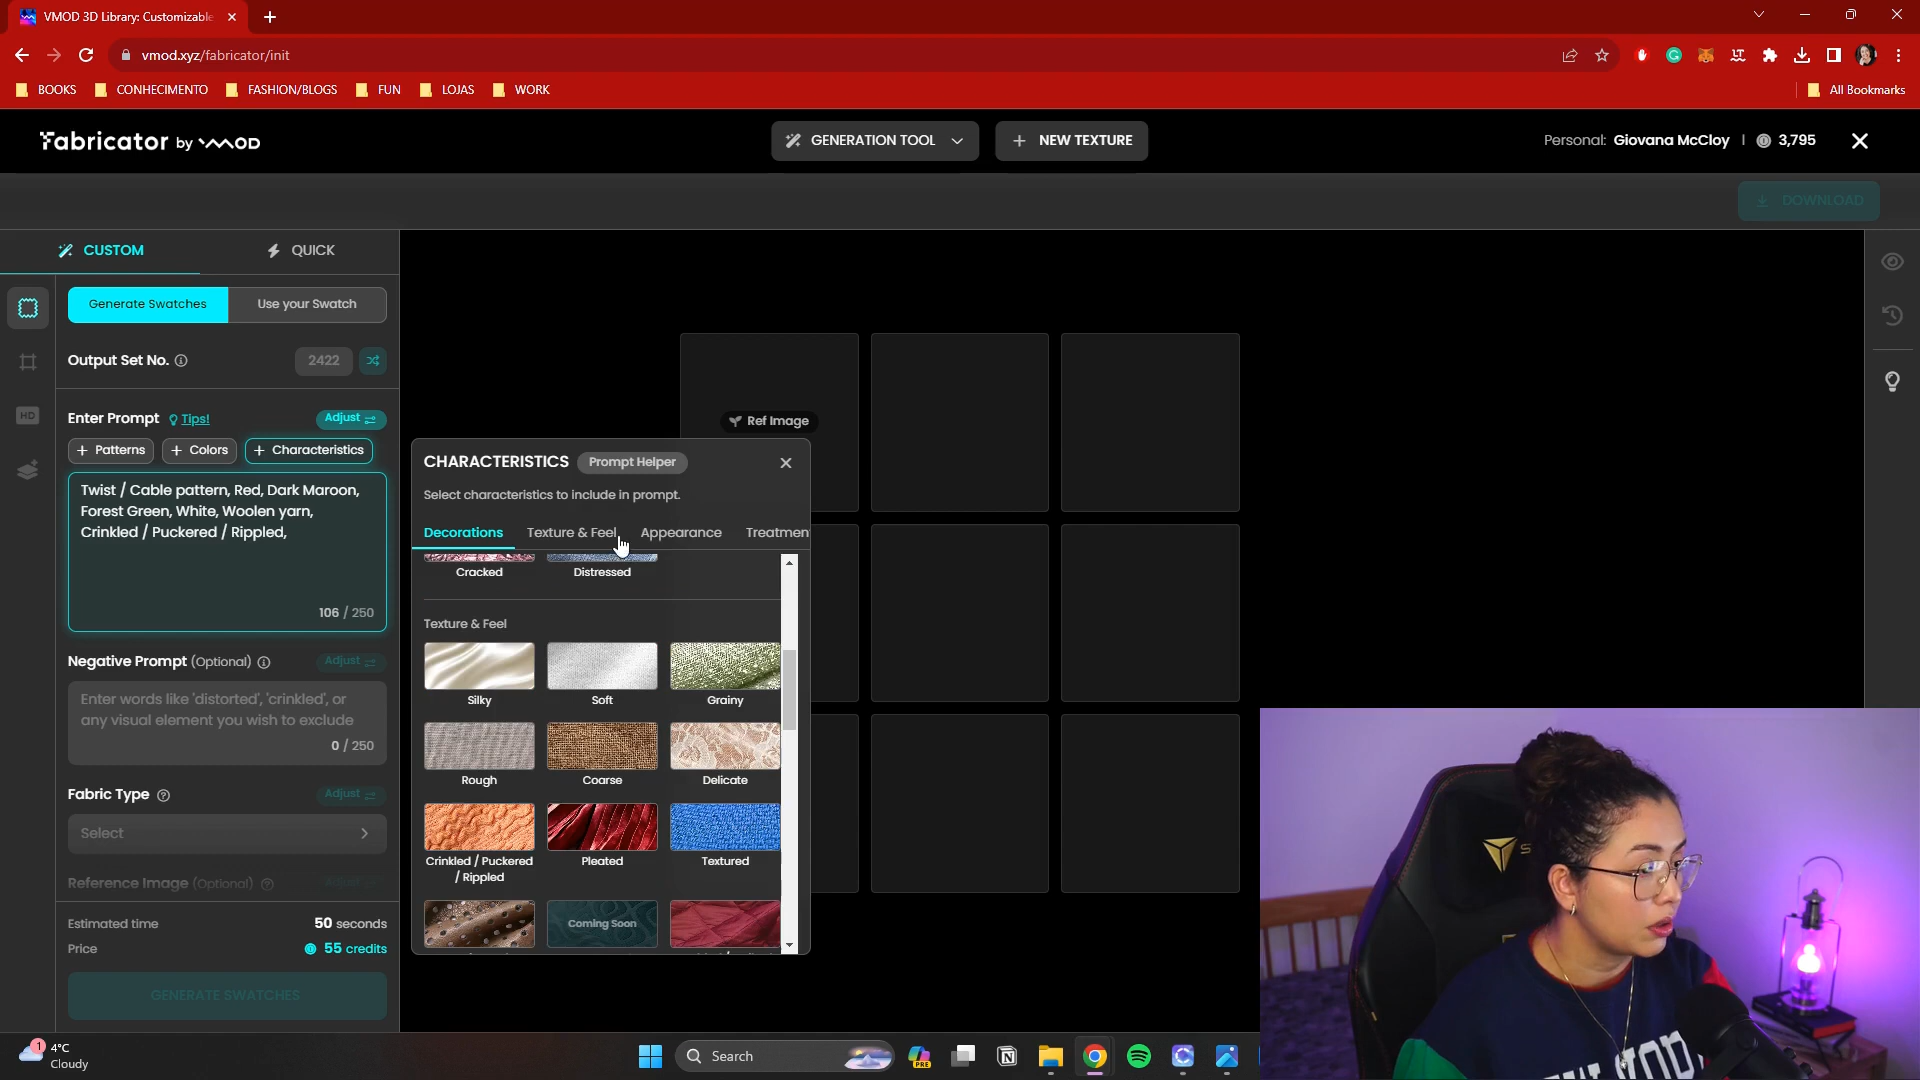 VMOD 3D Library: Customizable
vmod.xyz/fabricator/init
BOOKS
CONHECIMENTO
FASHION/BLOGS
FUN
LOJAS
WORK
All Bookmarks
Fabricator by VMOD
GENERATION TOOL
NEW TEXTURE
Personal: Giovana McCloy | 3,795
DOWNLOAD
CUSTOM
QUICK
Generate Swatches
Use your Swatch
Output Set No.
2422
Enter Prompt
Tips!
Adjust
+ Patterns
+ Colors
+ Characteristics
Twist / Cable pattern, Red, Dark Maroon,
Forest Green, White, Woolen yarn,
Crinkled / Puckered / Rippled,
106 / 250
Negative Prompt (Optional)
Adjust
Enter words like 'distorted', 'crinkled', or
any visual element you wish to exclude
0 / 250
Fabric Type
Adjust
Select
Reference Image (Optional)
Adjust
Estimated time
50 seconds
Price
55 credits
GENERATE SWATCHES
Ref Image
CHARACTERISTICS
Prompt Helper
Select characteristics to include in prompt.
Decorations
Texture & Feel
Appearance
Treatmen
Cracked
Distressed
Texture & Feel
Silky
Soft
Grainy
Rough
Coarse
Delicate
Crinkled / Puckered
/ Rippled
Pleated
Textured
Coming Soon
HD
1
4°C
Cloudy
Search
PRE